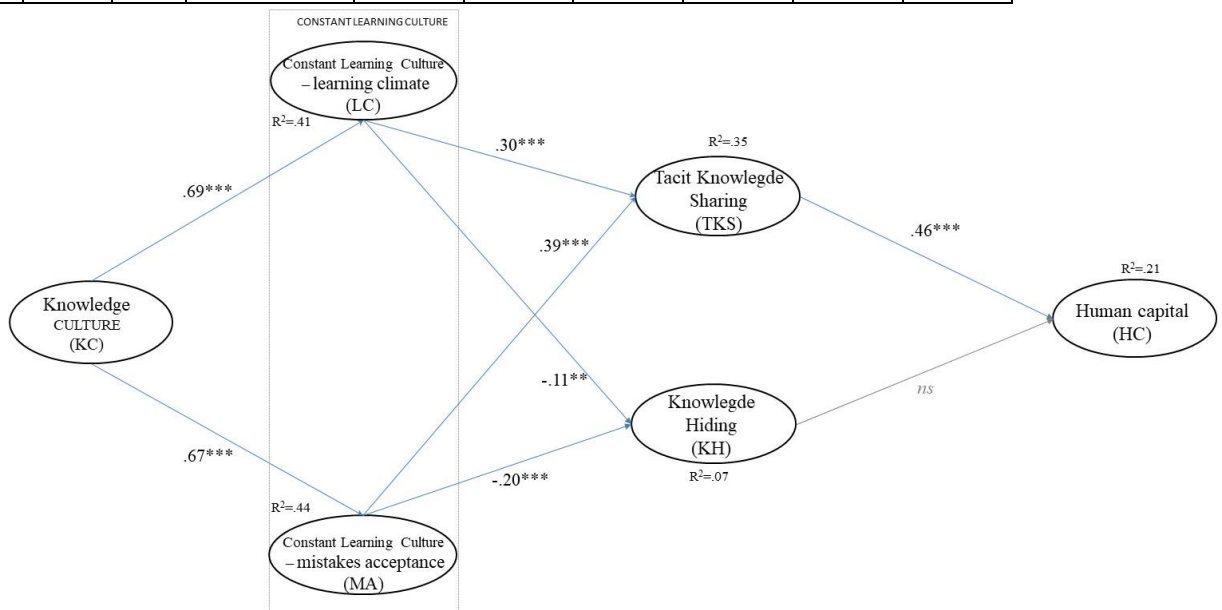 CONSTANT LEARNING CULTURE
Constant Learning Culture
– learning climate
(LC)
R²=.41
.69***
.30***
R²=.35
Tacit Knowlegde
Sharing
(TKS)
.46***
.39***
R²=.21
Human capital
(HC)
Knowledge
CULTURE
(KC)
-.11**
Knowlegde
Hiding
(KH)
R²=.07
ns
.67***
-.20***
R²=.44
Constant Learning Culture
– mistakes acceptance
(MA)